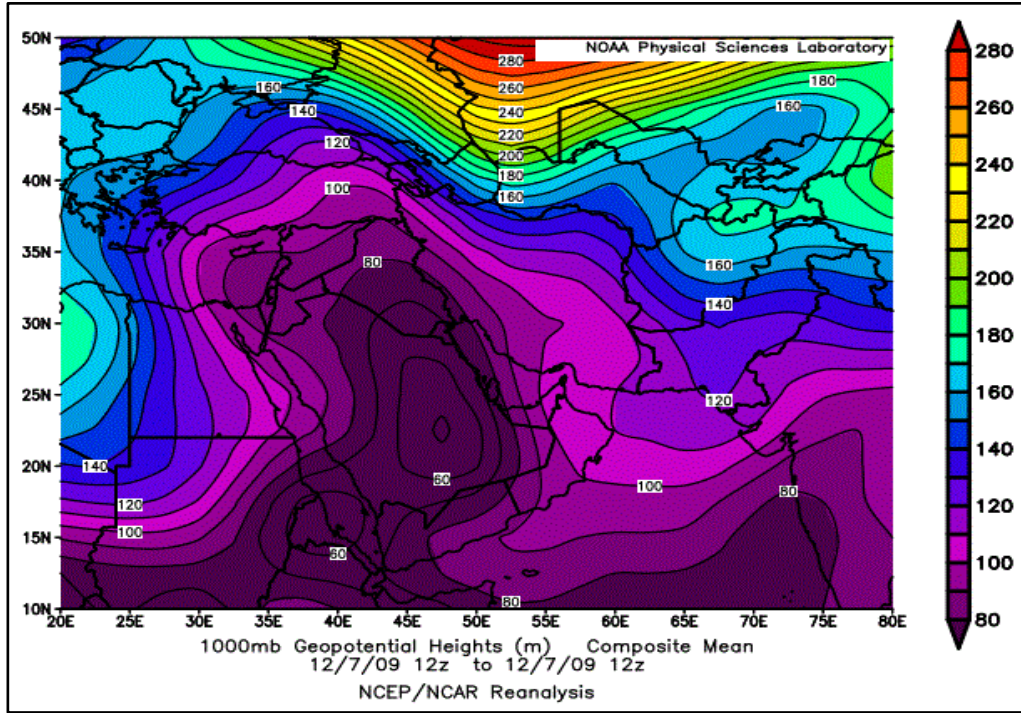 50N
NOAA Physical Sciences Laboratory
280
280
180
260
160
45N
160
240
260
140
220
120
200
240
40N
180
100
160
220
35N
80
160
200
140
30N
180
25N
120
160
20N
140
60
100
140
120
80
120
100
15N
60
100
10N
80
80
20E 25E 30E 35E 40E 45E 50E 55E 60E 65E 70E 75E 80E
1000mb Geopotential Heights (m) Composite Mean
12/7/09 12z to 12/7/09 12z
NCEP/NCAR Reanalysis